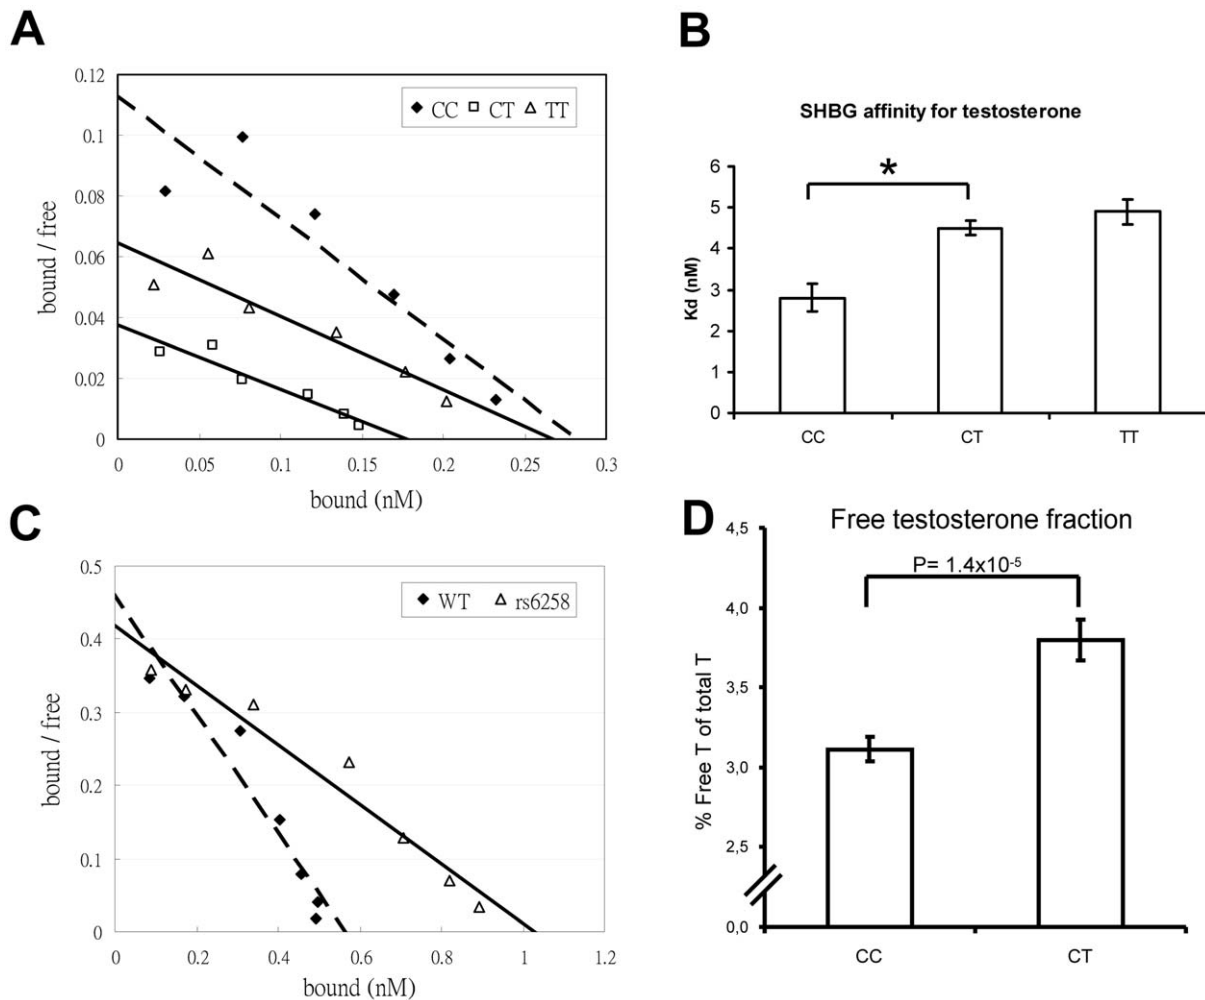 A
0.12
0.1
0.08
0.06
0.04
0.02
0
CC CT TT
bound / free
0 0.05 0.1 0.15 0.2 0.25 0.3
bound (nM)
B
SHBG affinity for testosterone
6
5
4
3
2
1
0
*
Kd (nM)
CC CT TT
C
0.5
0.4
0.3
0.2
0.1
0
WT rs6258
bound / free
0 0.2 0.4 0.6 0.8 1 1.2
bound (nM)
D
Free testosterone fraction
4,5
4,0
3,5
3,0
2,5
0,0
P= 1.4x10-5
% Free T of total T
CC CT